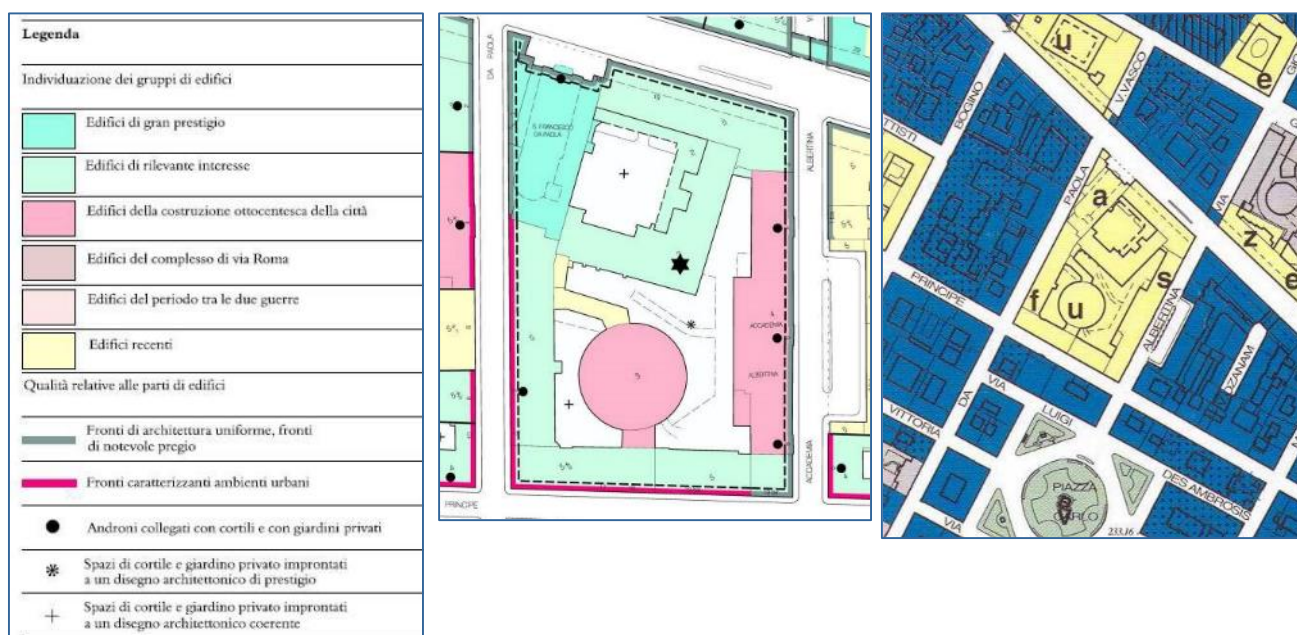 Legenda
Individuazione dei gruppi di edifici
Edifici di gran prestigio
Edifici di rilevante interesse
Edifici della costruzione ottocentesca della città
Edifici del complesso di via Roma
Edifici del periodo tra le due guerre
Edifici recenti
Qualità relative alle parti di edifici
Fronti di architettura uniforme, fronti
di notevole pregio
Fronti caratterizzanti ambienti urbani
Androni collegati con cortili e con giardini privati
Spazi di cortile e giardino privato improntati
a un disegno architettonico di prestigio
Spazi di cortile e giardino privato improntati
a un disegno architettonico coerente
DA PAOLA
S. FRANCESCO
DA PAOLA
ALBERTINA
ACCADEMIA
ALBERTINA
ACCADEMIA
PRINCIPE
u
V. VASCO
e
BOGINO
TTISTI
PAOLA
a
VIA
z
e
s
f
u
PRINCIPE
ALBERTINA
OZANAM
VIA
DA
LUIGI
VITTORIA
DES AMBROIS
PIAZZA
CARLO
VIA
233.16